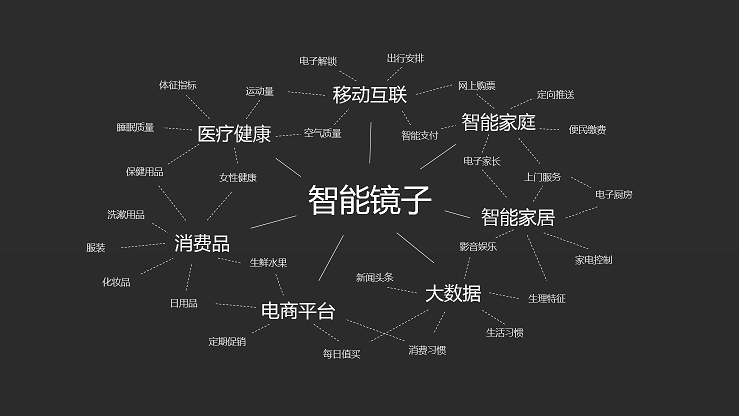 电子解锁
出行安排
体征指标
运动量
移动互联
网上购票
定向推送
睡眠质量
医疗健康
空气质量
智能支付
智能家庭
便民缴费
保健用品
女性健康
电子家长
上门服务
电子厨房
智能镜子
洗漱用品
智能家居
服装
消费品
影音娱乐
家电控制
生鲜水果
化妆品
新闻头条
大数据
生理特征
日用品
电商平台
生活习惯
定期促销
每日值买
消费习惯